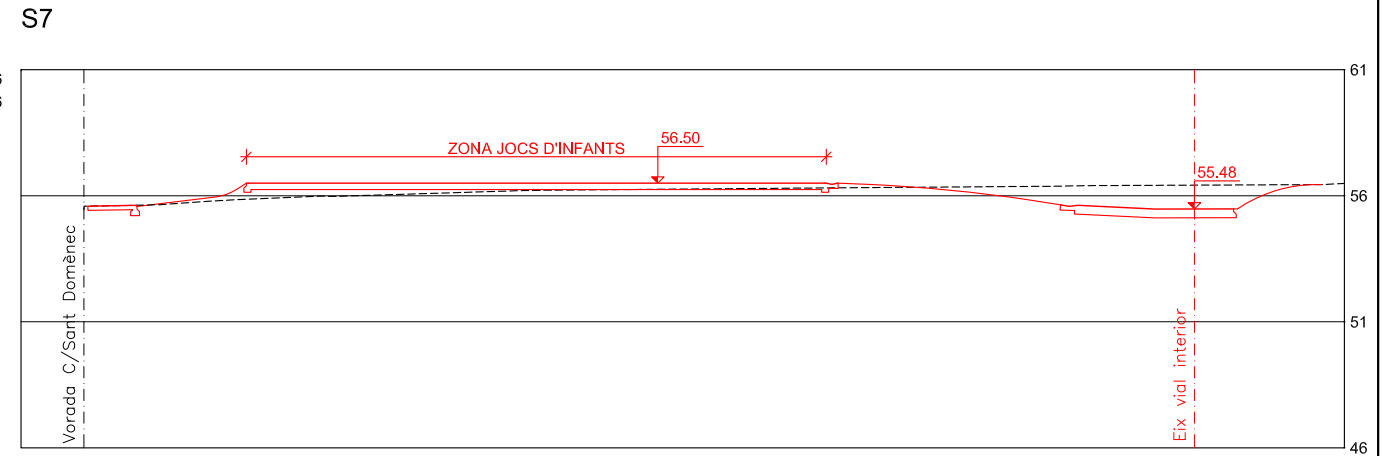 S7
61
56.50
ZONA JOCS D'INFANTS
55.48
56
Vorada C/Sant Domènec
Eix vial interior
51
46